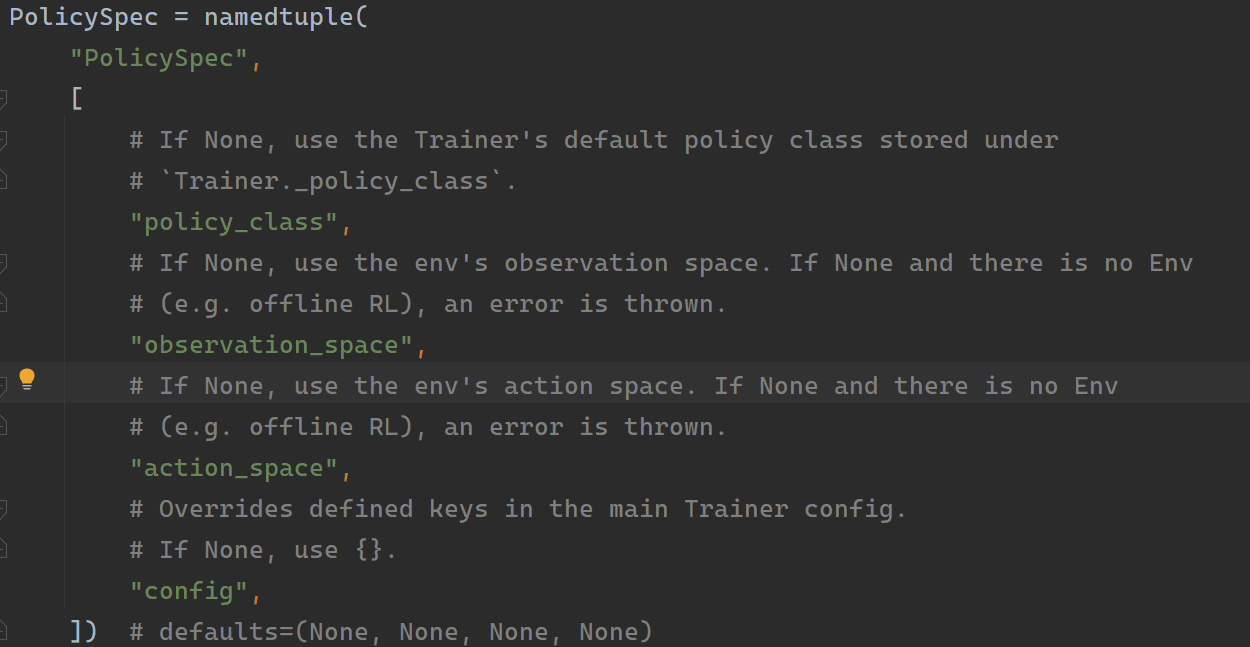 PolicySpec = namedtuple(
    "PolicySpec",
    [
        # If None, use the Trainer's default policy class stored under
        # `Trainer._policy_class`.
        "policy_class",
        # If None, use the env's observation space. If None and there is no Env
        # (e.g. offline RL), an error is thrown.
        "observation_space",
        # If None, use the env's action space. If None and there is no Env
        # (e.g. offline RL), an error is thrown.
        "action_space",
        # Overrides defined keys in the main Trainer config.
        # If None, use {}.
        "config",
    ])  # defaults=(None, None, None, None)